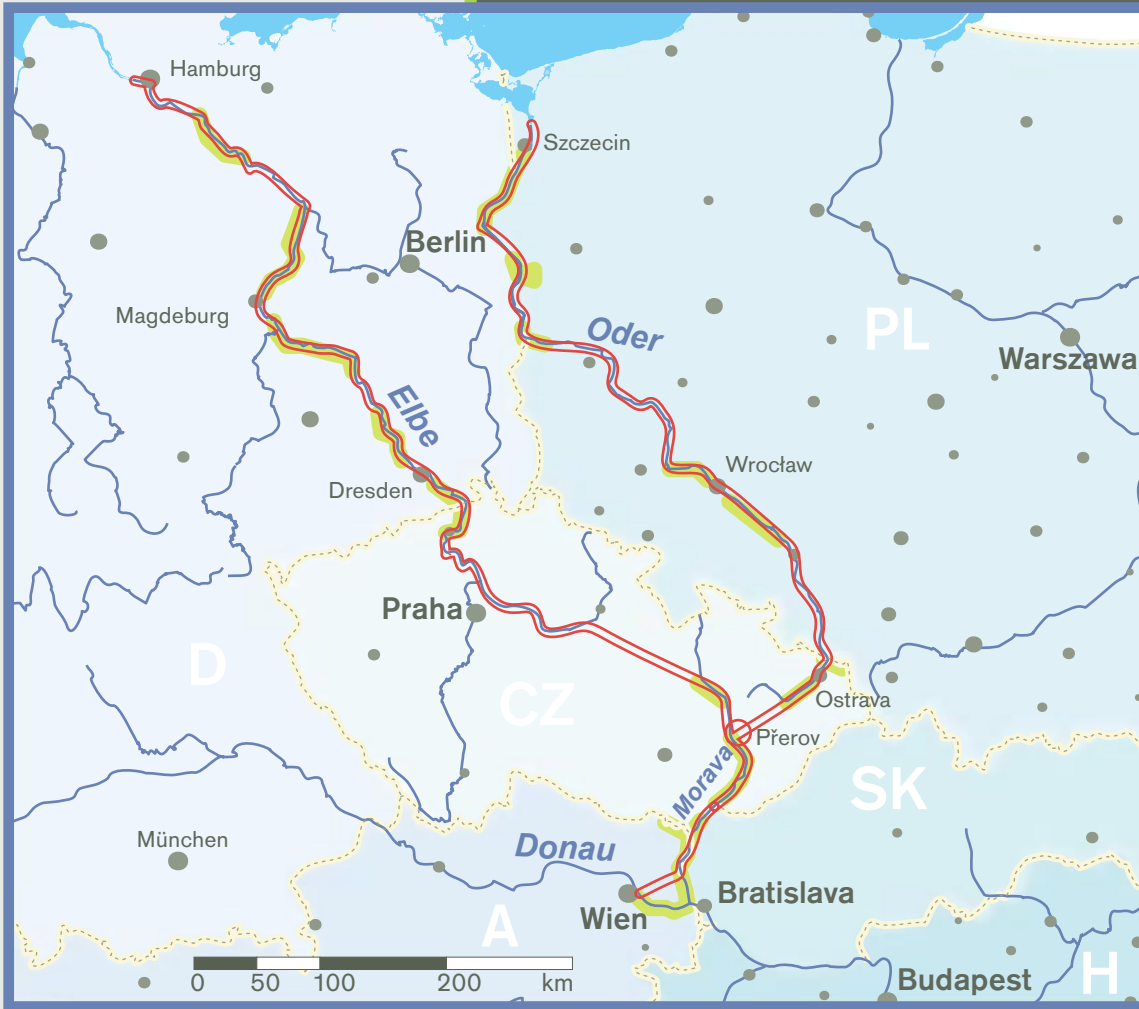 Hamburg
Szczecin
Berlin
Magdeburg
Oder
PL
Warszawa
Elbe
Wrocław
Dresden
Praha
D
CZ
Ostrava
Přerov
Morava
SK
München
Donau
Bratislava
Wien
A
Budapest
H
0 50 100 200 km